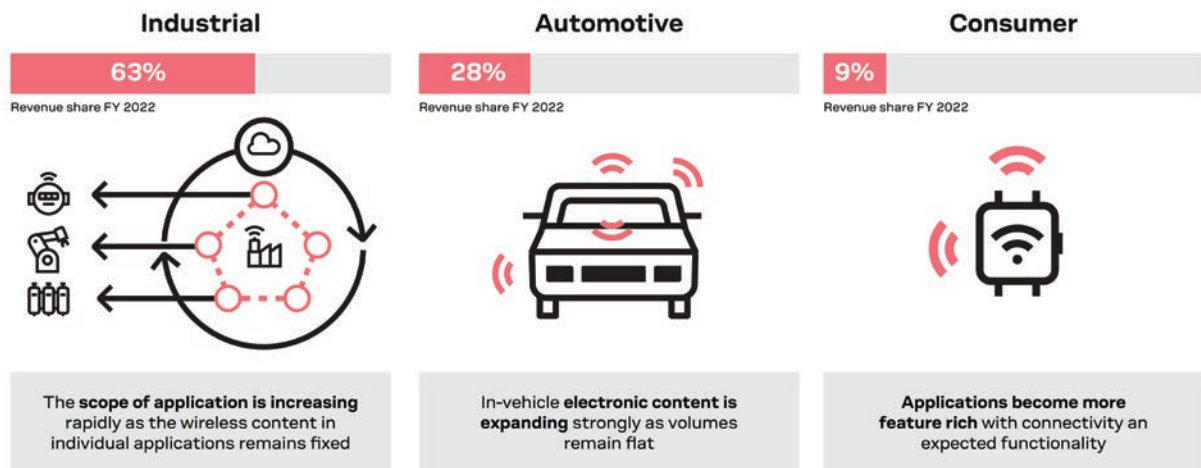 Industrial
63%
Revenue share FY 2022
The scope of application is increasing
rapidly as the wireless content in
individual applications remains fixed
Automotive
28%
Revenue share FY 2022
In-vehicle electronic content is
expanding strongly as volumes
remain flat
Consumer
9%
Revenue share FY 2022
Applications become more
feature rich with connectivity an
expected functionality